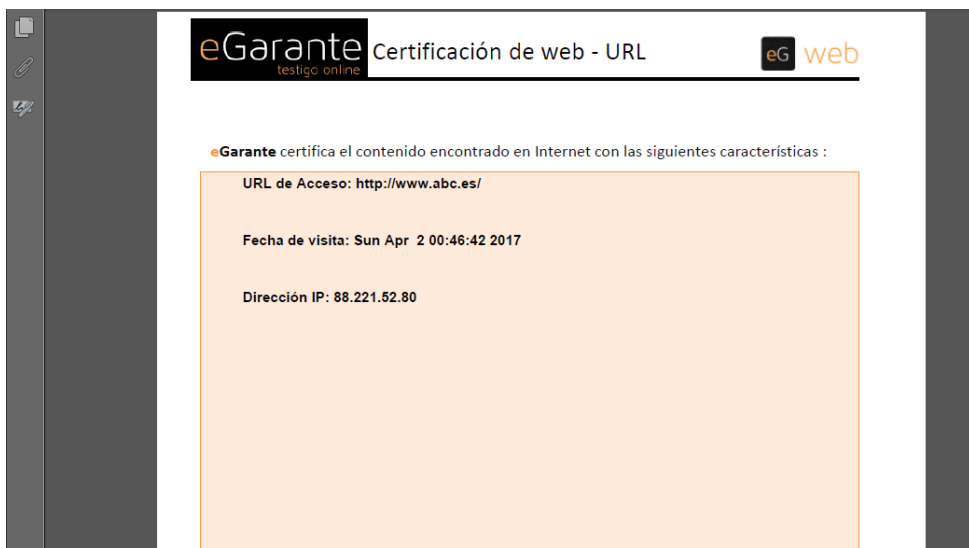 eGarante Certificación de web - URL eG web
testigo online
eGarante certifica el contenido encontrado en Internet con las siguientes características :
URL de Acceso: http://www.abc.es/
Fecha de visita: Sun Apr  2 00:46:42 2017
Dirección IP: 88.221.52.80